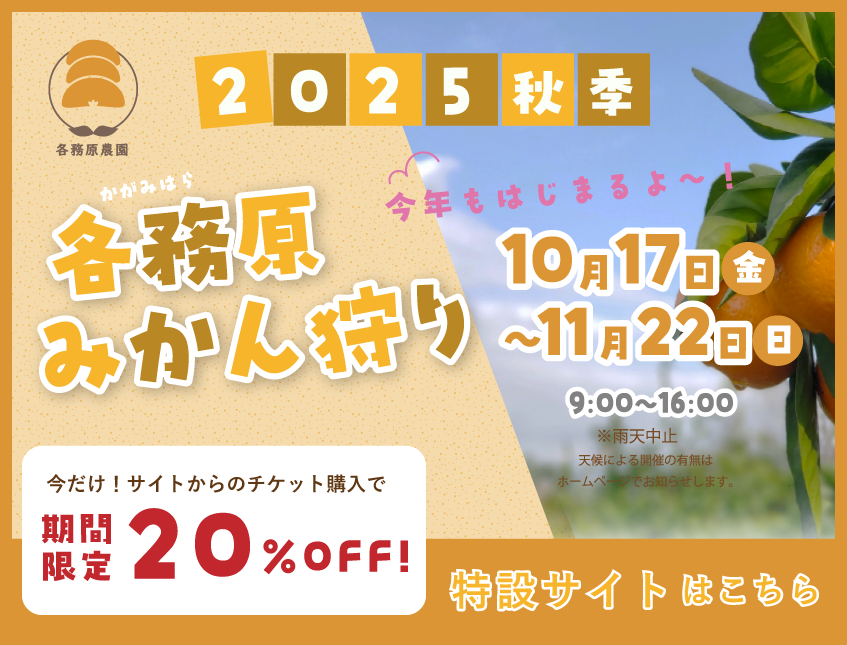 各務原農園
2025秋季
今年もはじまるよ〜！
かがみはら
各務原
みかん狩り
10月17日金
〜11月22日日
9:00〜16:00
※雨天中止
天候による開催の有無は
ホームページでお知らせします。
今だけ！サイトからのチケット購入で
期間
限定
20%OFF!
特設サイトはこちら